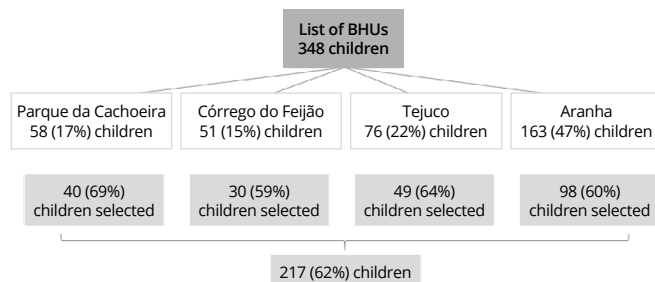 List of BHUs
348 children
Parque da Cachoeira
58 (17%) children
Córrego do Feijão
51 (15%) children
Tejuco
76 (22%) children
Aranha
163 (47%) children
40 (69%)
children selected
30 (59%)
children selected
49 (64%)
children selected
98 (60%)
children selected
217 (62%) children